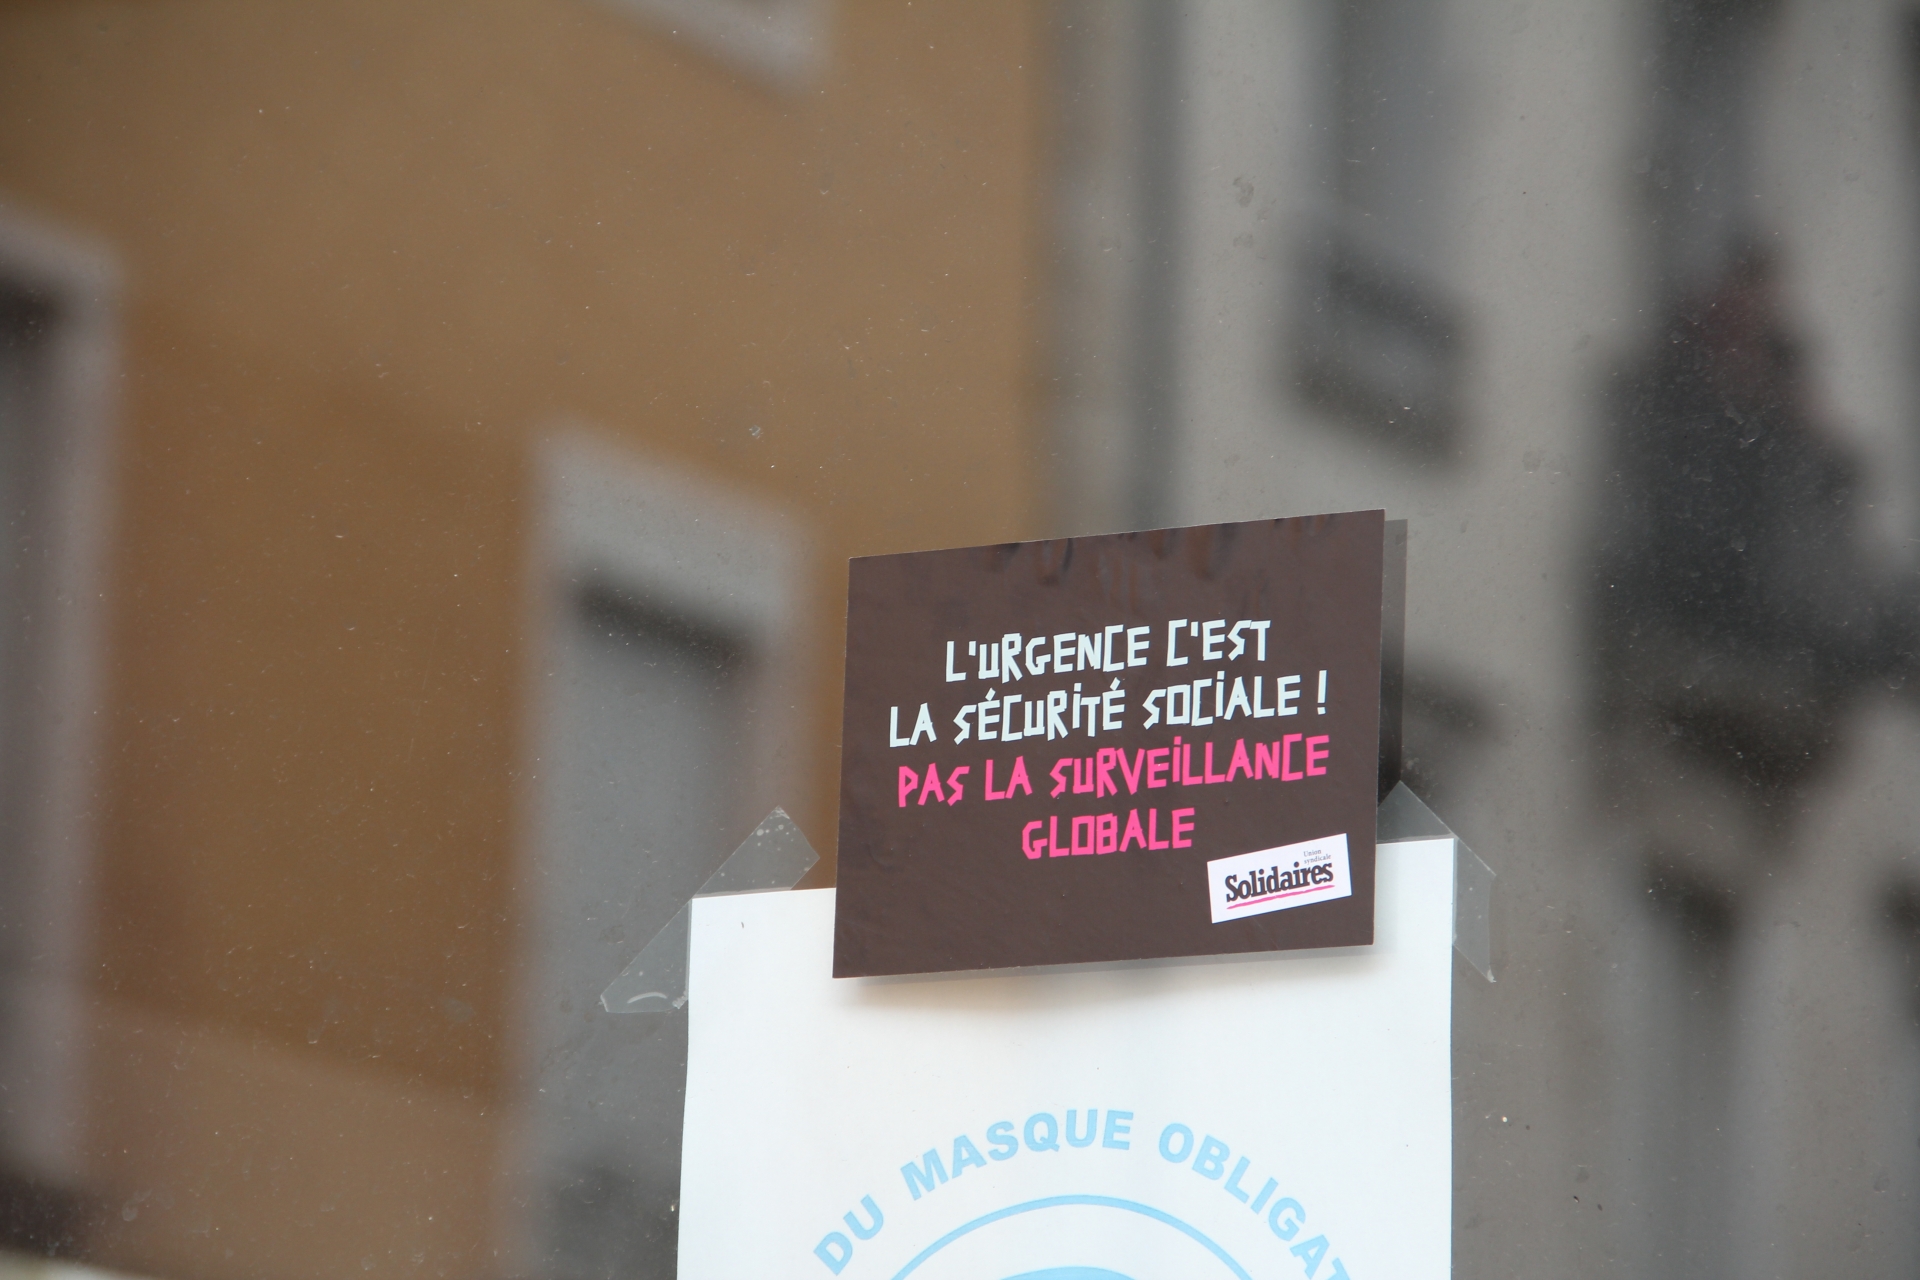 L'URGENCE C'EST
LA SÉCURITÉ SOCIALE !
PAS LA SURVEILLANCE
GLOBALE
Union
syndicale
Solidaires
DU MASQUE OBLIGAT